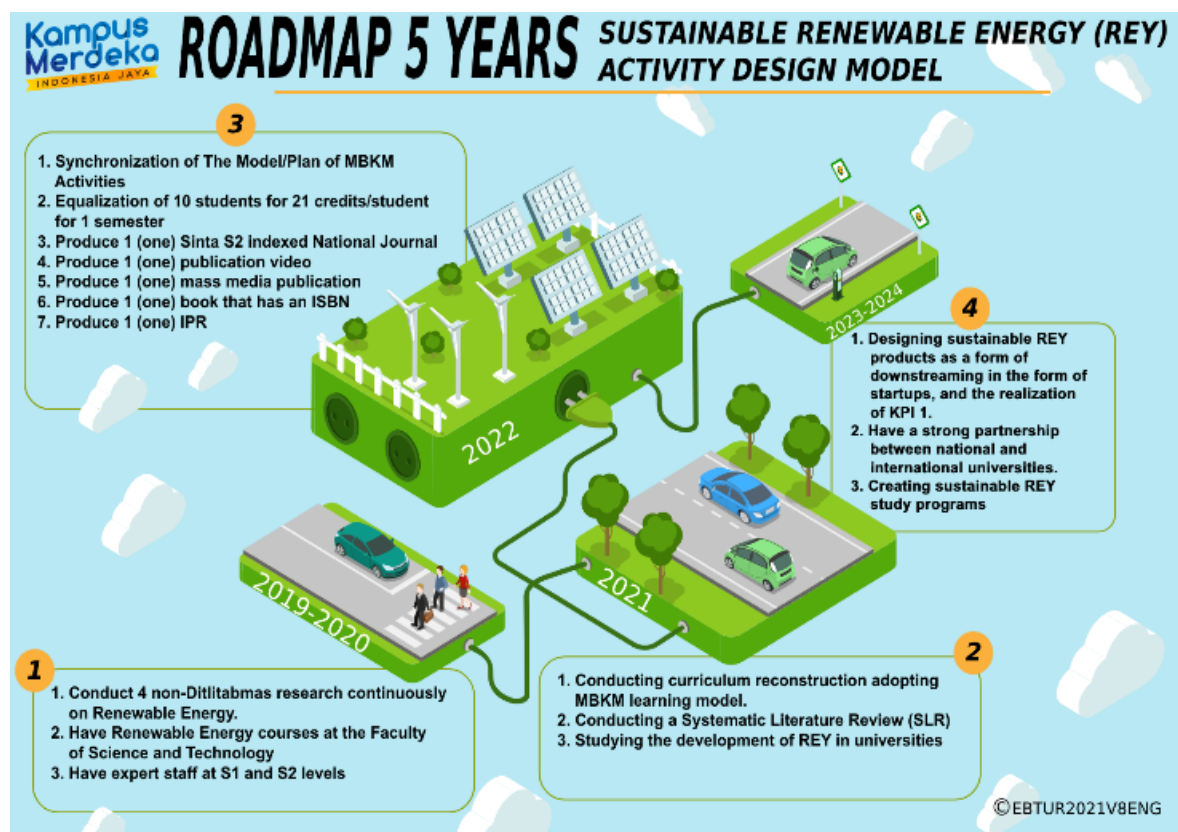 Kampus
Merdeka
INDONESIA JAYA
ROADMAP 5 YEARS
SUSTAINABLE RENEWABLE ENERGY (REY)
ACTIVITY DESIGN MODEL
3
1. Synchronization of The Model/Plan of MBKM
Activities
2. Equalization of 10 students for 21 credits/student
for 1 semester
3. Produce 1 (one) Sinta S2 indexed National Journal
4. Produce 1 (one) publication video
5. Produce 1 (one) mass media publication
6. Produce 1 (one) book that has an ISBN
7. Produce 1 (one) IPR
2022
2023-2024
4
1. Designing sustainable REY
products as a form of
downstreaming in the form of
startups, and the realization
of KPI 1.
2. Have a strong partnership
between national and
international universities.
3. Creating sustainable REY
study programs
2019-2020
2021
1
1. Conduct 4 non-Ditlitabmas research continuously
on Renewable Energy.
2. Have Renewable Energy courses at the Faculty
of Science and Technology
3. Have expert staff at S1 and S2 levels
2
1. Conducting curriculum reconstruction adopting
MBKM learning model.
2. Conducting a Systematic Literature Review (SLR)
3. Studying the development of REY in universities
©EBTUR2021V8ENG